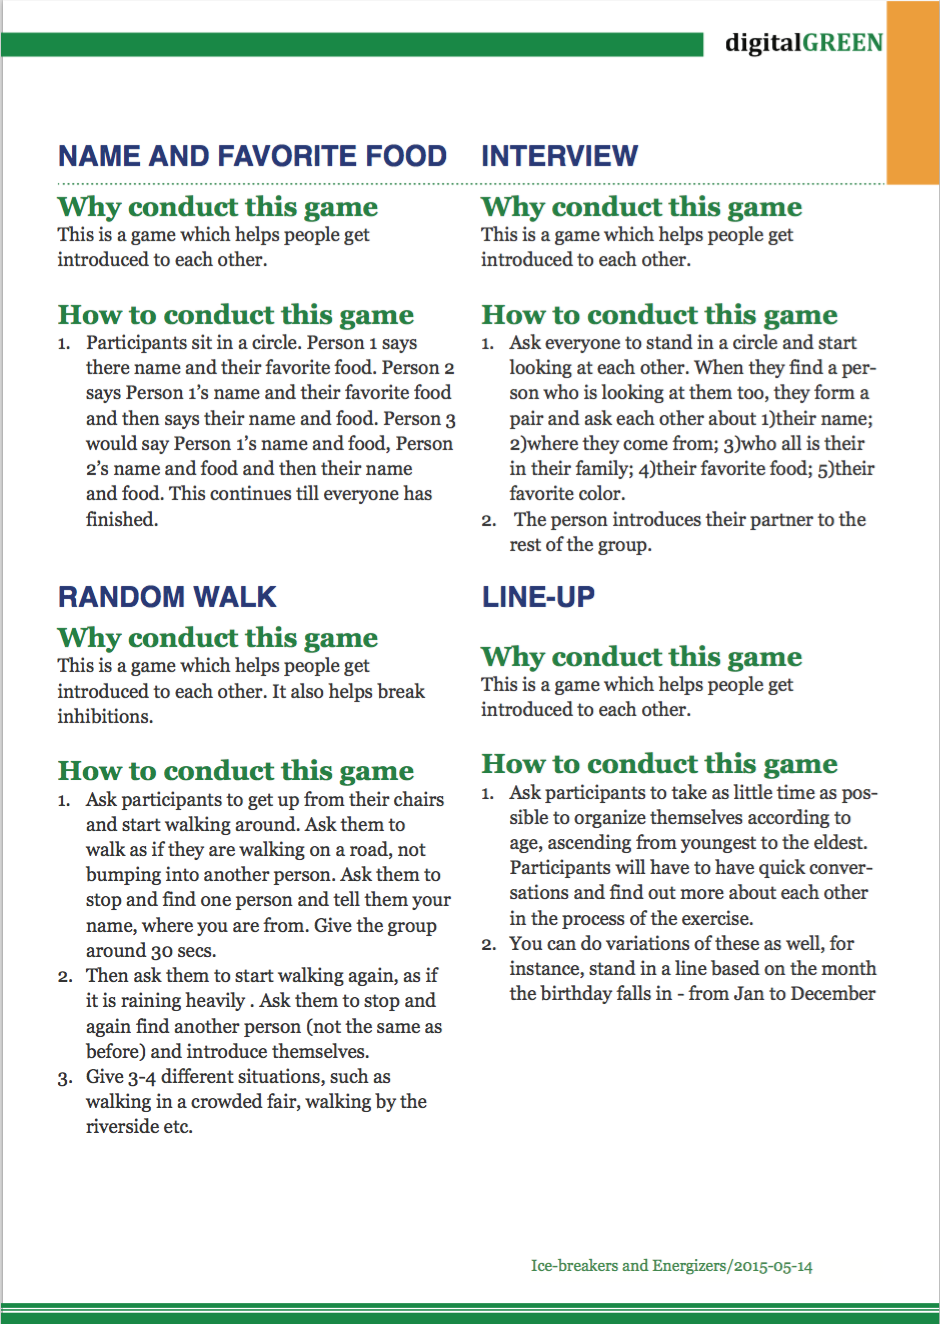 digitalGREEN
NAME AND FAVORITE FOOD
Why conduct this game
This is a game which helps people get
introduced to each other.
How to conduct this game
1. Participants sit in a circle. Person 1 says
there name and their favorite food. Person 2
says Person 1’s name and their favorite food
and then says their name and food. Person 3
would say Person 1’s name and food, Person
2’s name and food and then their name
and food. This continues till everyone has
finished.
RANDOM WALK
Why conduct this game
This is a game which helps people get
introduced to each other. It also helps break
inhibitions.
How to conduct this game
1. Ask participants to get up from their chairs
and start walking around. Ask them to
walk as if they are walking on a road, not
bumping into another person. Ask them to
stop and find one person and tell them your
name, where you are from. Give the group
around 30 secs.
2. Then ask them to start walking again, as if
it is raining heavily . Ask them to stop and
again find another person (not the same as
before) and introduce themselves.
3. Give 3-4 different situations, such as
walking in a crowded fair, walking by the
riverside etc.
INTERVIEW
Why conduct this game
This is a game which helps people get
introduced to each other.
How to conduct this game
1. Ask everyone to stand in a circle and start
looking at each other. When they find a per-
son who is looking at them too, they form a
pair and ask each other about 1)their name;
2)where they come from; 3)who all is their
in their family; 4)their favorite food; 5)their
favorite color.
2. The person introduces their partner to the
rest of the group.
LINE-UP
Why conduct this game
This is a game which helps people get
introduced to each other.
How to conduct this game
1. Ask participants to take as little time as pos-
sible to organize themselves according to
age, ascending from youngest to the eldest.
Participants will have to have quick conver-
sations and find out more about each other
in the process of the exercise.
2. You can do variations of these as well, for
instance, stand in a line based on the month
the birthday falls in - from Jan to December
Ice-breakers and Energizers/2015-05-14